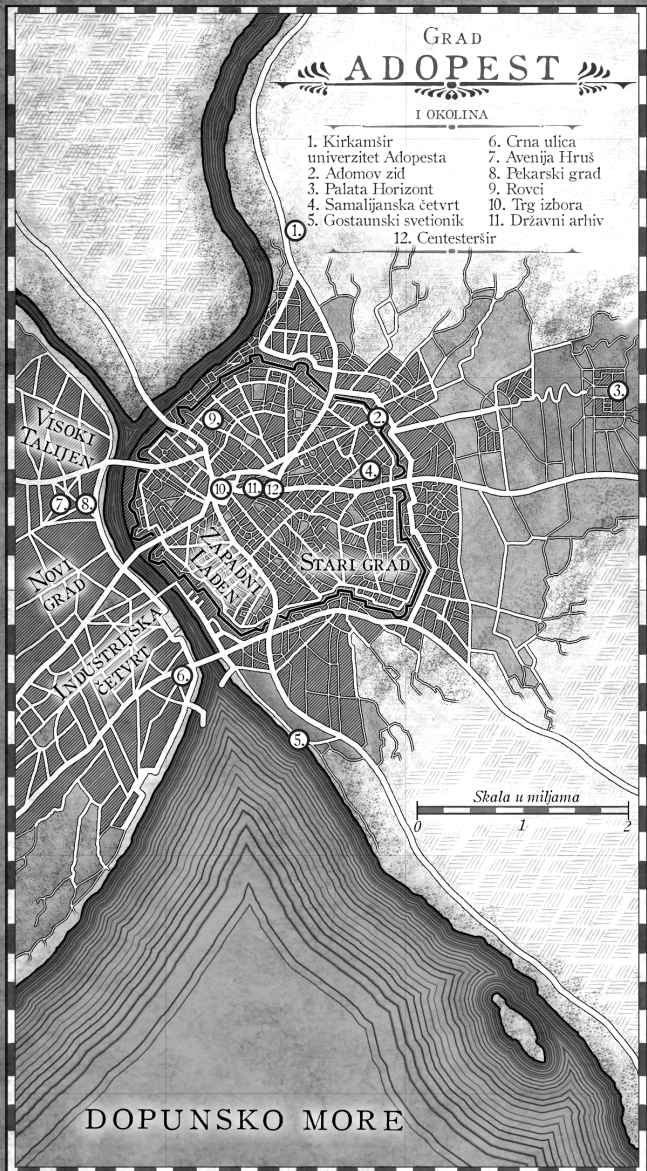 GRAD
ADOPEST
I OKOLINA
1. Kirkamšir
univerzitet Adopesta
2. Adomov zid
3. Palata Horizont
4. Samalijanska četvrt
5. Gostaunski svetionik
6. Crna ulica
7. Avenija Hruš
8. Pekarski grad
9. Rovci
10. Trg izbora
11. Državni arhiv
12. Centesteršir
1.
3.
2.
9.
VISOKI
TALIJEN
4.
10.
11.
12.
7.
8.
ZAPADNI
LADEN
STARI GRAD
NOVI
GRAD
INDUSTRIJSKA
ČETVRT
6.
5.
Skala u miljama
0 1 2
DOPUNSKO MORE